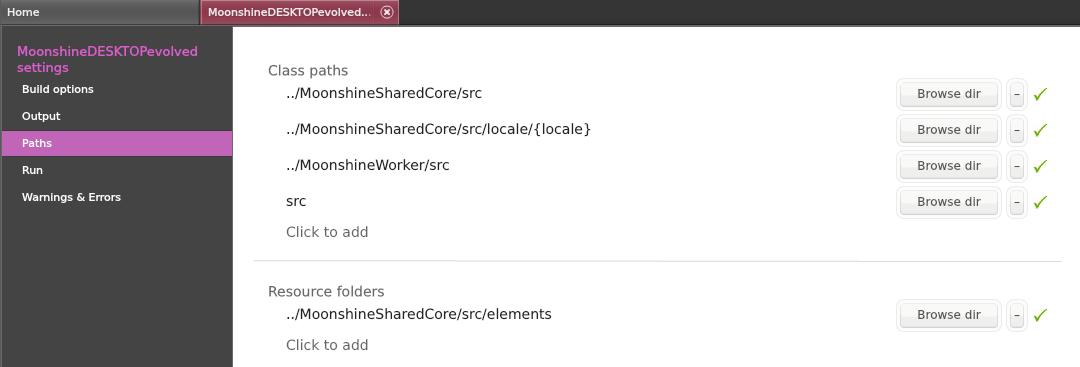 Home
MoonshineDESKTOPevolved...
MoonshineDESKTOPevolved
settings
Build options
Output
Paths
Run
Warnings & Errors
Class paths
../MoonshineSharedCore/src Browse dir -
../MoonshineSharedCore/src/locale/{locale} Browse dir -
../MoonshineWorker/src Browse dir -
src Browse dir -
Click to add
Resource folders
../MoonshineSharedCore/src/elements Browse dir -
Click to add